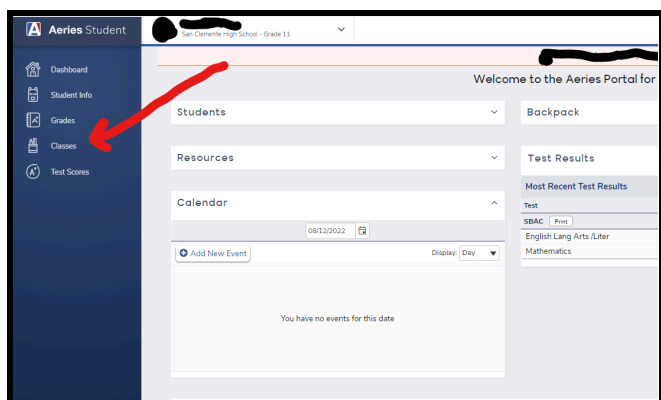 Aeries Student
San Clemente High School - Grade 11
Dashboard
Student Info
Grades
Classes
Test Scores
Welcome to the Aeries Portal for
Students
Backpack
Resources
Test Results
Most Recent Test Results
Test
SBAC Print
English Lang Arts /Liter
Mathematics
Calendar
08/12/2022
Add New Event
Display: Day
You have no events for this date